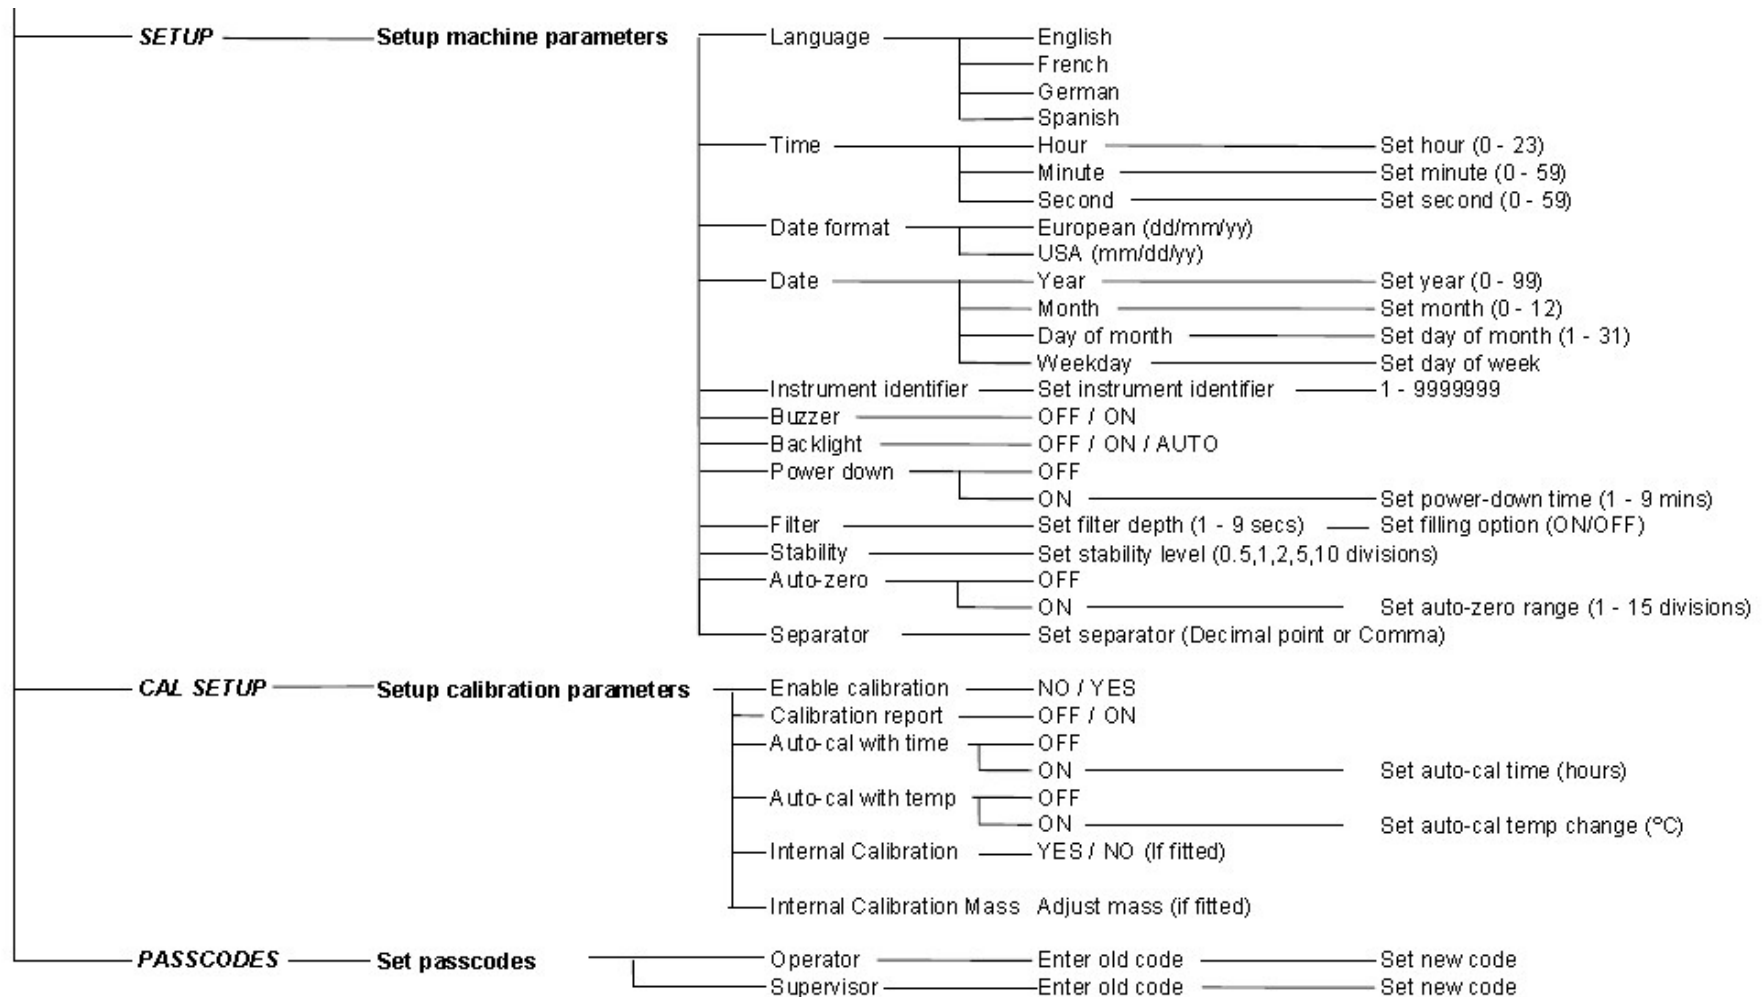 SETUP Setup machine parameters Language English
French
German
Spanish
Time Hour Set hour (0 - 23)
Minute Set minute (0 - 59)
Second Set second (0 - 59)
Date format European (dd/mm/yy)
USA (mm/dd/yy)
Date Year Set year (0 - 99)
Month Set month (0 - 12)
Day of month Set day of month (1 - 31)
Weekday Set day of week
Instrument identifier Set instrument identifier 1 - 9999999
Buzzer OFF / ON
Backlight OFF / ON / AUTO
Power down OFF
ON Set power-down time (1 - 9 mins)
Filter Set filter depth (1 - 9 secs) Set filling option (ON/OFF)
Stability Set stability level (0.5,1,2,5,10 divisions)
Auto-zero OFF
ON Set auto-zero range (1 - 15 divisions)
Separator Set separator (Decimal point or Comma)
CAL SETUP Setup calibration parameters Enable calibration NO / YES
Calibration report OFF / ON
Auto-cal with time OFF
ON Set auto-cal time (hours)
Auto-cal with temp OFF
ON Set auto-cal temp change (°C)
Internal Calibration YES / NO (If fitted)
Internal Calibration Mass Adjust mass (if fitted)
PASSCODES Set passcodes Operator Enter old code Set new code
Supervisor Enter old code Set new code